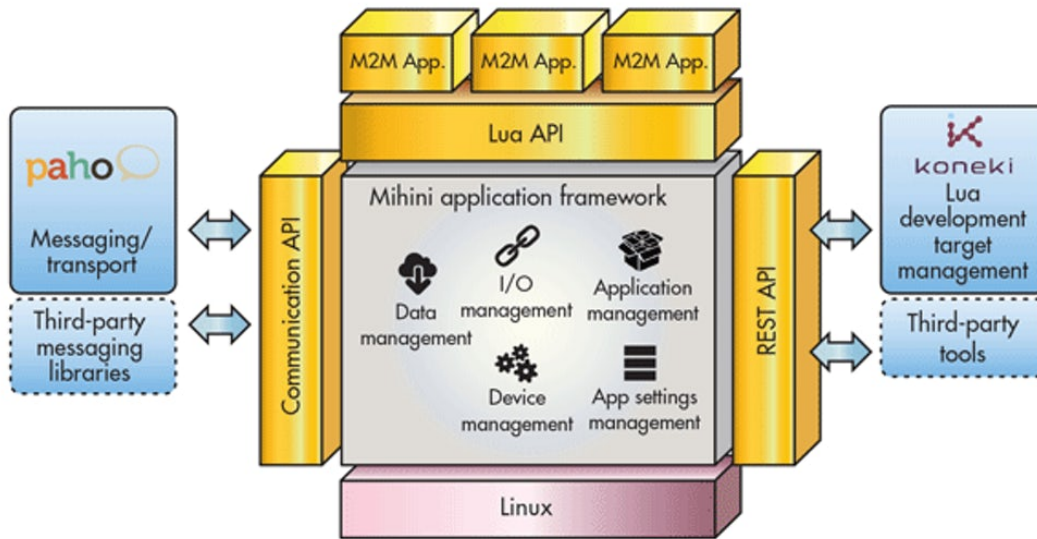 M2M App.
M2M App.
M2M App.
Lua API
paho
Messaging/
transport
Third-party
messaging
libraries
Communication API
Mihini application framework
Data
management
I/O
management
Application
management
Device
management
App settings
management
REST API
koneki
Lua
development
target
management
Third-party
tools
Linux